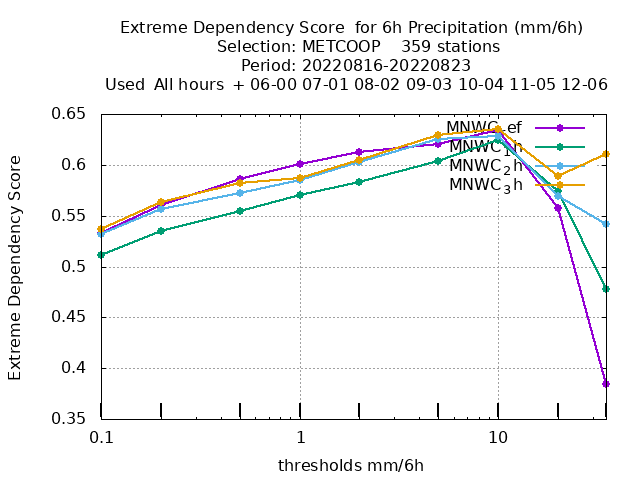 Extreme Dependency Score  for 6h Precipitation (mm/6h)
Selection: METCOOP    359 stations
Period: 20220816-20220823
Used  All hours  + 06-00 07-01 08-02 09-03 10-04 11-05 12-06
Extreme Dependency Score
0.65
0.6
0.55
0.5
0.45
0.4
0.35
MNWC_ref
MNWC_1h
MNWC_2h
MNWC_3h
0.1
1
10
thresholds mm/6h